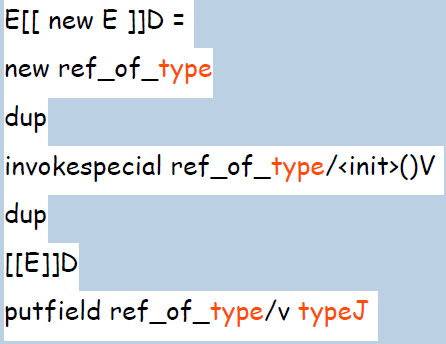 E[[ new E ]]D =
new ref_of_type
dup
invokespecial ref_of_type/<init>()V
dup
[[E]]D
putfield ref_of_type/v typeJ